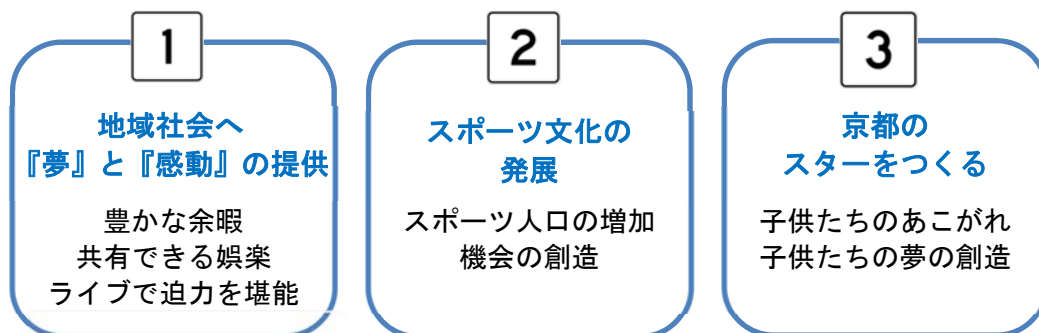 1
地域社会へ
『夢』と『感動』の提供
豊かな余暇
共有できる娯楽
ライブで迫力を堪能
2
スポーツ文化の
発展
スポーツ人口の増加
機会の創造
3
京都の
スターをつくる
子供たちのあこがれ
子供たちの夢の創造